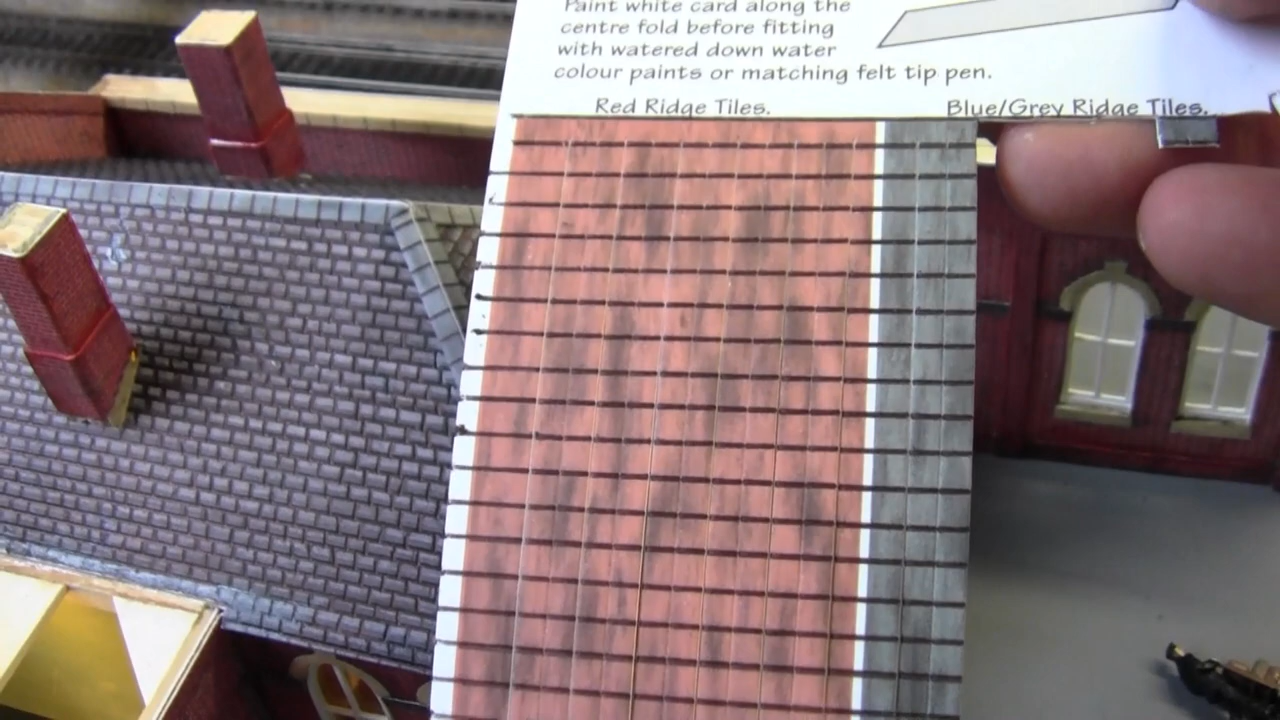 Paint white card along the
centre fold before fitting
with watered down water
colour paints or matching felt tip pen.
Red Ridge Tiles.
Blue/Grey Ridge Tiles.